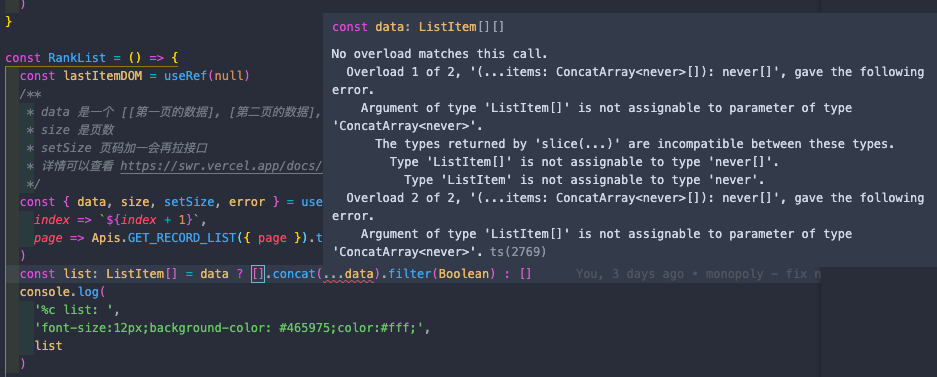 )
}
const RankList = () => {
const lastItemDOM = useRef(null)
/**
* data 是一个 [[第一页的数据], [第二页的数据],
* size 是页数
* setSize 页码加一会再拉接口
* 详情可以查看 https://swr.vercel.app/docs/
*/
const { data, size, setSize, error } = use
index => `${index + 1}`,
page => Apis.GET_RECORD_LIST({ page }).t
)
const list: ListItem[] = data ? [].concat(...data).filter(Boolean) : [] You, 3 days ago • monopoly – fix n
console.log(
'%c list: ',
'font-size:12px;background-color: #465975;color:#fff;',
list
)
const data: ListItem[][]
No overload matches this call.
Overload 1 of 2, '(...items: ConcatArray<never>[]): never[]', gave the following
error.
Argument of type 'ListItem[]' is not assignable to parameter of type
'ConcatArray<never>'.
The types returned by 'slice(...)' are incompatible between these types.
Type 'ListItem[]' is not assignable to type 'never[]'.
Type 'ListItem' is not assignable to type 'never'.
Overload 2 of 2, '(...items: ConcatArray<never>[]): never[]', gave the following
error.
Argument of type 'ListItem[]' is not assignable to parameter of type
'ConcatArray<never>'. ts(2769)